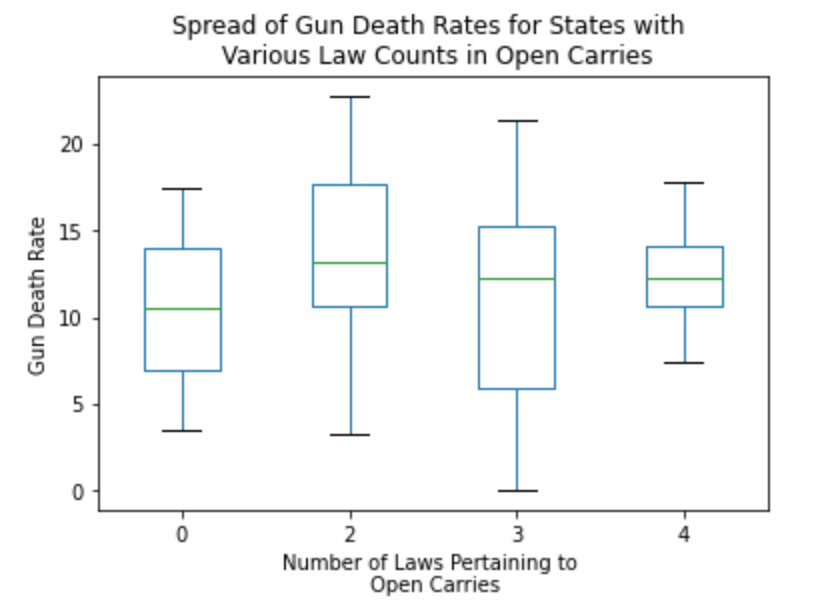 Spread of Gun Death Rates for States with
Various Law Counts in Open Carries
20
15
10
5
0
Gun Death Rate
0 2 3 4
Number of Laws Pertaining to
Open Carries